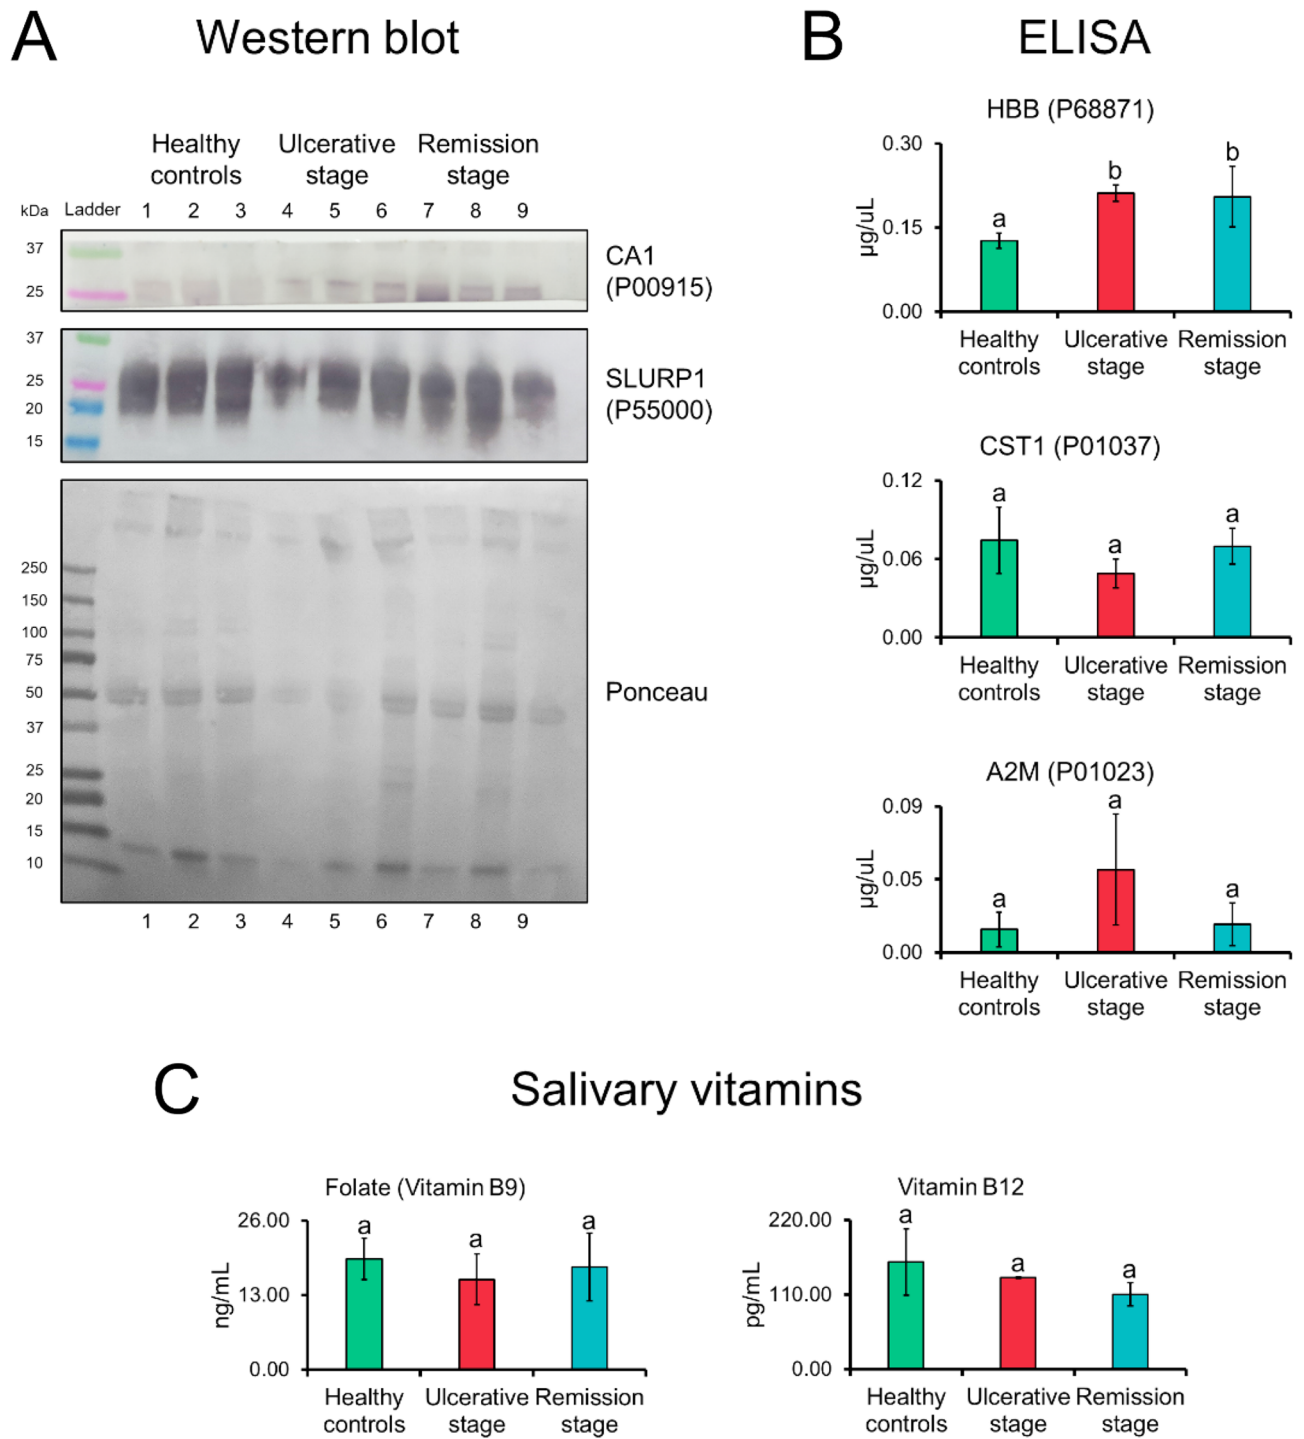 A
Western blot
Healthy controls
Ulcerative stage
Remission stage
kDa
Ladder
1 2 3 4 5 6 7 8 9
37
25
CA1
(P00915)
37
25
20
15
SLURP1
(P55000)
250
150
100
75
50
37
25
20
15
10
Ponceau
1 2 3 4 5 6 7 8 9
B
ELISA
HBB (P68871)
µg/uL
0.30
0.15
0.00
a
b
b
Healthy controls
Ulcerative stage
Remission stage
CST1 (P01037)
µg/uL
0.12
0.06
0.00
a
a
a
Healthy controls
Ulcerative stage
Remission stage
A2M (P01023)
µg/uL
0.09
0.05
0.00
a
a
a
Healthy controls
Ulcerative stage
Remission stage
C
Salivary vitamins
Folate (Vitamin B9)
ng/mL
26.00
13.00
0.00
a
a
a
Healthy controls
Ulcerative stage
Remission stage
Vitamin B12
pg/mL
220.00
110.00
0.00
a
a
a
Healthy controls
Ulcerative stage
Remission stage